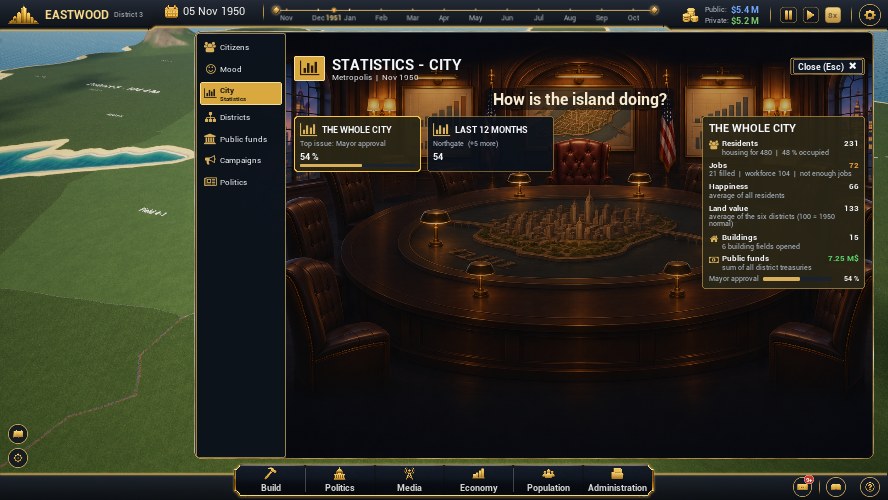 EASTWOOD District 3
05 Nov 1950
Nov Dec 1951 Jan Feb Mar Apr May Jun Jul Aug Sep Oct
Public: $5.4 M
Private: $5.2 M
8x
Citizens
Mood
City
Statistics
Districts
Public funds
Campaigns
Politics
STATISTICS - CITY
Metropolis | Nov 1950
Close (Esc) ✖
How is the island doing?
THE WHOLE CITY
Top issue: Mayor approval
54 %
LAST 12 MONTHS
Northgate (+5 more)
54
THE WHOLE CITY
Residents 231
housing for 480 | 48 % occupied
Jobs 72
21 filled | workforce 104 | not enough jobs
Happiness 66
average of all residents
Land value 133
average of the six districts (100 = 1950
normal)
Buildings 15
6 building fields opened
Public funds 7.25 M$
sum of all district treasuries
Mayor approval 54 %
Build
Politics
Media
Economy
Population
Administration
9+